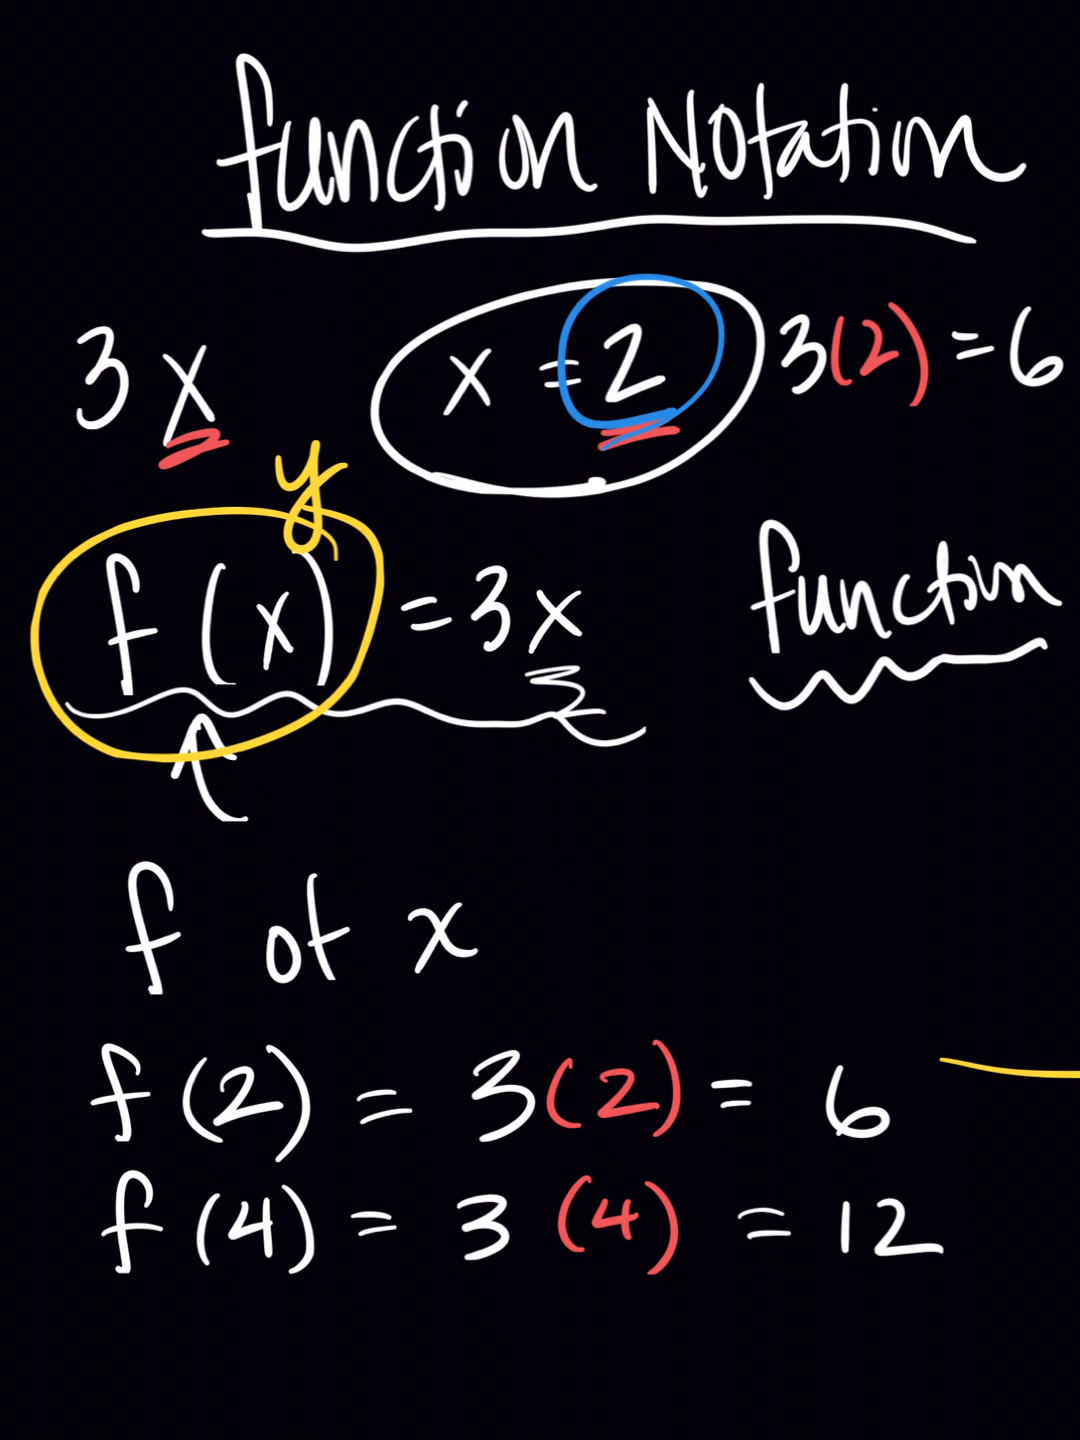 function Notation
3x x = 2 3(2) = 6
y
f(x) = 3x function
f of x
f(2) = 3(2) = 6
f(4) = 3(4) = 12